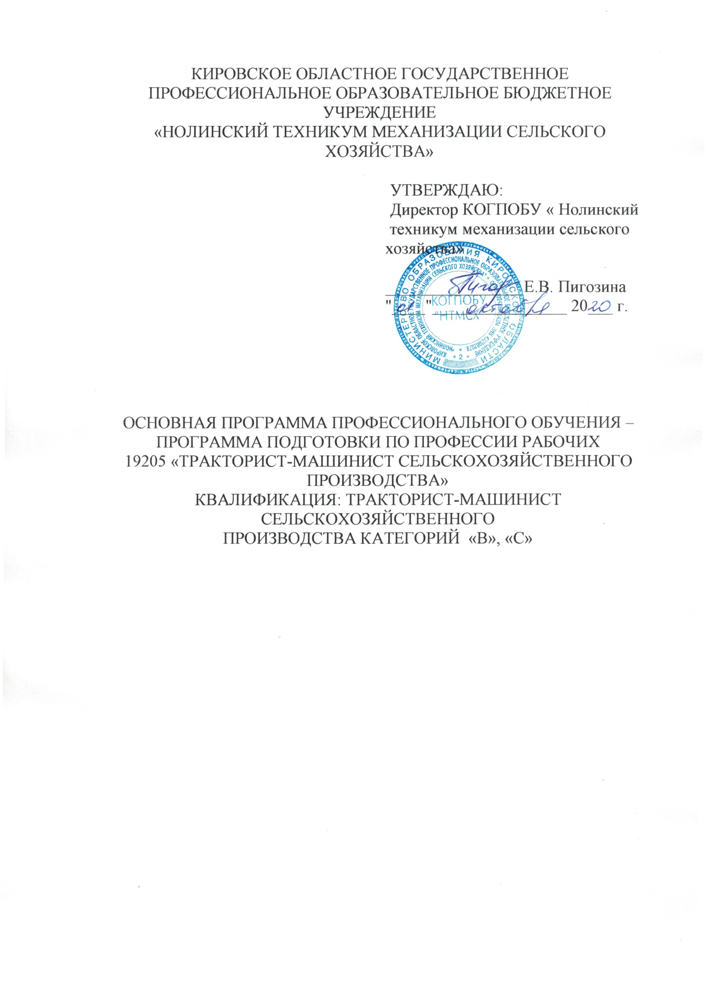 КИРОВСКОЕ ОБЛАСТНОЕ ГОСУДАРСТВЕННОЕ
ПРОФЕССИОНАЛЬНОЕ ОБРАЗОВАТЕЛЬНОЕ БЮДЖЕТНОЕ
УЧРЕЖДЕНИЕ
«НОЛИНСКИЙ ТЕХНИКУМ МЕХАНИЗАЦИИ СЕЛЬСКОГО
ХОЗЯЙСТВА»
УТВЕРЖДАЮ:
Директор КОГПОБУ « Нолинский
техникум механизации сельского
хозяйства»
Е.В. Пигозина
" " октября 2020 г.
МИНИСТЕРСТВО ОБРАЗОВАНИЯ КИРОВСКОЙ ОБЛАСТИ
КИРОВСКОЕ ОБЛАСТНОЕ ГОСУДАРСТВЕННОЕ ПРОФЕССИОНАЛЬНОЕ ОБРАЗОВАТЕЛЬНОЕ БЮДЖЕТНОЕ УЧРЕЖДЕНИЕ
"НОЛИНСКИЙ ТЕХНИКУМ МЕХАНИЗАЦИИ СЕЛЬСКОГО ХОЗЯЙСТВА" ИНН 4321002078
* 2 *
КОГПОБУ
"НТМСХ"
ОСНОВНАЯ ПРОГРАММА ПРОФЕССИОНАЛЬНОГО ОБУЧЕНИЯ –
ПРОГРАММА ПОДГОТОВКИ ПО ПРОФЕССИИ РАБОЧИХ
19205 «ТРАКТОРИСТ-МАШИНИСТ СЕЛЬСКОХОЗЯЙСТВЕННОГО
ПРОИЗВОДСТВА»
КВАЛИФИКАЦИЯ: ТРАКТОРИСТ-МАШИНИСТ
СЕЛЬСКОХОЗЯЙСТВЕННОГО
ПРОИЗВОДСТВА КАТЕГОРИЙ «В», «С»